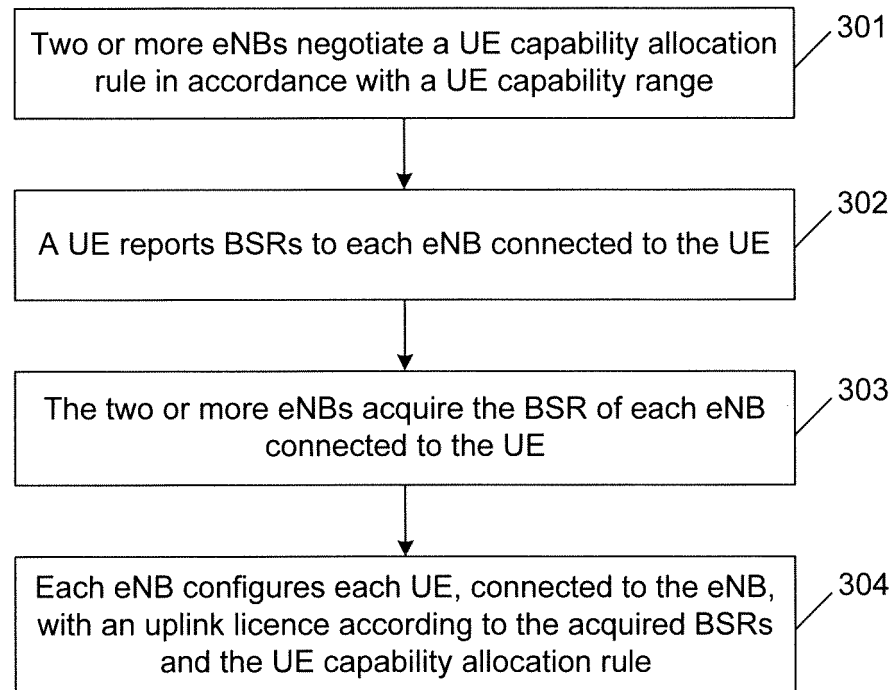 Two or more eNBs negotiate a UE capability allocation
rule in accordance with a UE capability range
301
A UE reports BSRs to each eNB connected to the UE
302
The two or more eNBs acquire the BSR of each eNB
connected to the UE
303
Each eNB configures each UE, connected to the eNB,
with an uplink licence according to the acquired BSRs
and the UE capability allocation rule
304